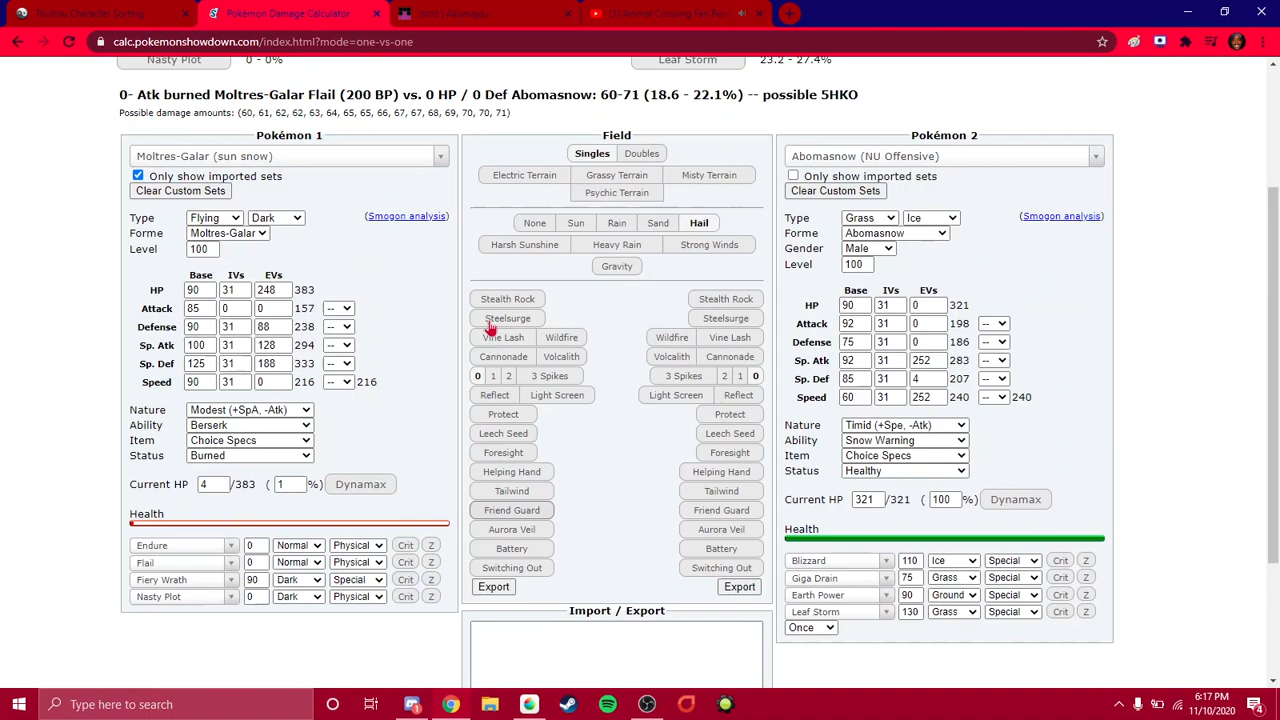 Touhou Character Sorting
Pokémon Damage Calculator
(1) Animal Crossing Fan Re
calc.pokemonshowdown.com/index.html?mode=one-vs-one
Nasty Plot 0 - 0% Leaf Storm 23.2 - 27.4%
0- Atk burned Moltres-Galar Flail (200 BP) vs. 0 HP / 0 Def Abomasnow: 60-71 (18.6 - 22.1%) -- possible 5HKO
Possible damage amounts: (60, 61, 62, 62, 63, 64, 65, 65, 66, 67, 67, 68, 69, 70, 70, 71)
Pokémon 1
Moltres-Galar (sun snow)
Only show imported sets
Clear Custom Sets
Type Flying Dark (Smogon analysis)
Forme Moltres-Galar
Level 100
Base IVs EVs
HP 90 31 248 383
Attack 85 0 0 157 --
Defense 90 31 88 238 --
Sp. Atk 100 31 128 294 --
Sp. Def 125 31 188 333 --
Speed 90 31 0 216 -- 216
Nature Modest (+SpA, -Atk)
Ability Berserk
Item Choice Specs
Status Burned
Current HP 4 /383 ( 1 %) Dynamax
Health
Endure 0 Normal Physical Crit Z
Flail 0 Normal Physical Crit Z
Fiery Wrath 90 Dark Special Crit Z
Nasty Plot 0 Dark Physical Crit Z
Field
Singles Doubles
Electric Terrain Grassy Terrain Misty Terrain
Psychic Terrain
None Sun Rain Sand Hail
Harsh Sunshine Heavy Rain Strong Winds
Gravity
Stealth Rock Stealth Rock
Steelsurge Steelsurge
Vine Lash Wildfire Wildfire Vine Lash
Cannonade Volcalith Volcalith Cannonade
0 1 2 3 Spikes 3 Spikes 2 1 0
Reflect Light Screen Light Screen Reflect
Protect Protect
Leech Seed Leech Seed
Foresight Foresight
Helping Hand Helping Hand
Tailwind Tailwind
Friend Guard Friend Guard
Aurora Veil Aurora Veil
Battery Battery
Switching Out Switching Out
Export Export
Import / Export
Pokémon 2
Abomasnow (NU Offensive)
Only show imported sets
Clear Custom Sets
Type Grass Ice (Smogon analysis)
Forme Abomasnow
Gender Male
Level 100
Base IVs EVs
HP 90 31 0 321
Attack 92 31 0 198 --
Defense 75 31 0 186 --
Sp. Atk 92 31 252 283 --
Sp. Def 85 31 4 207 --
Speed 60 31 252 240 -- 240
Nature Timid (+Spe, -Atk)
Ability Snow Warning
Item Choice Specs
Status Healthy
Current HP 321 /321 ( 100 %) Dynamax
Health
Blizzard 110 Ice Special Crit Z
Giga Drain 75 Grass Special Crit Z
Earth Power 90 Ground Special Crit Z
Leaf Storm 130 Grass Special Crit Z
Once
Type here to search
6:17 PM
11/10/2020
4